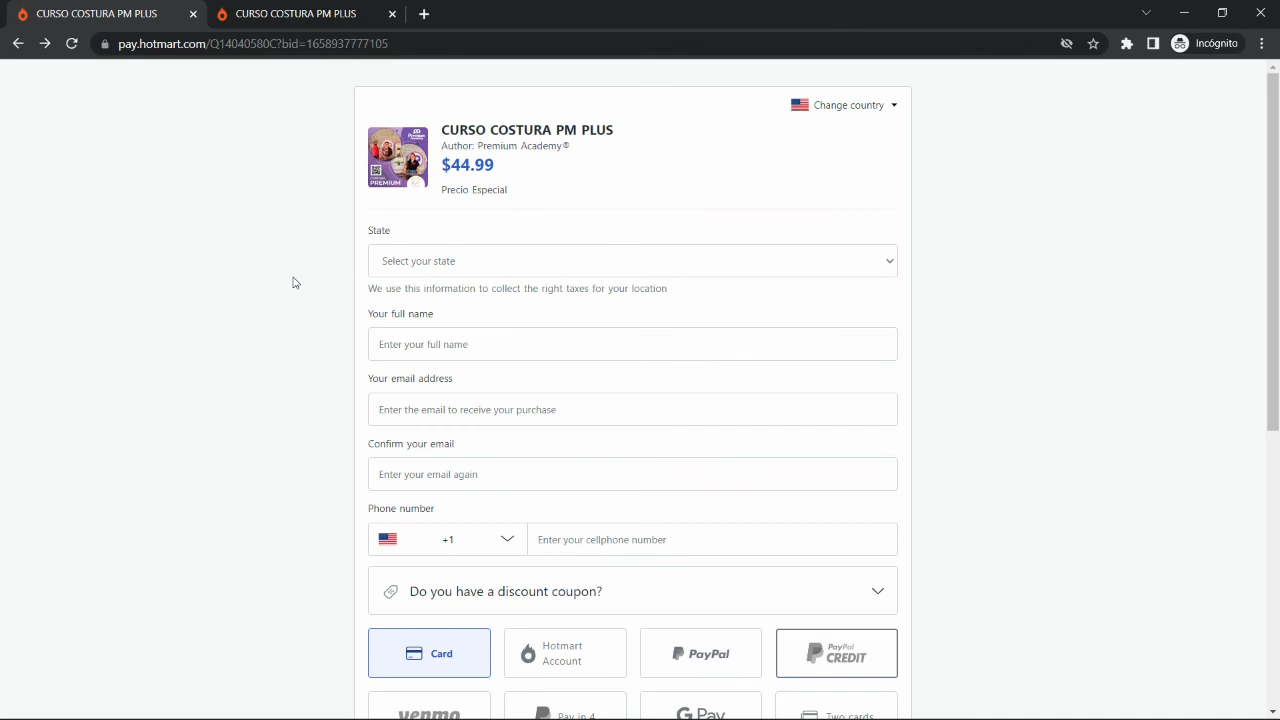 CURSO COSTURA PM PLUS
CURSO COSTURA PM PLUS
pay.hotmart.com/Q14040580C?bid=1658937777105
Incógnito
Change country
CURSO COSTURA PM PLUS
Author: Premium Academy®
$44.99
Precio Especial
PREMIUM
State
Select your state
We use this information to collect the right taxes for your location
Your full name
Enter your full name
Your email address
Enter the email to receive your purchase
Confirm your email
Enter your email again
Phone number
+1
Enter your cellphone number
Do you have a discount coupon?
Card
Hotmart
Account
PayPal
PayPal
CREDIT
venmo
Pay in 4
G Pay
Two cards